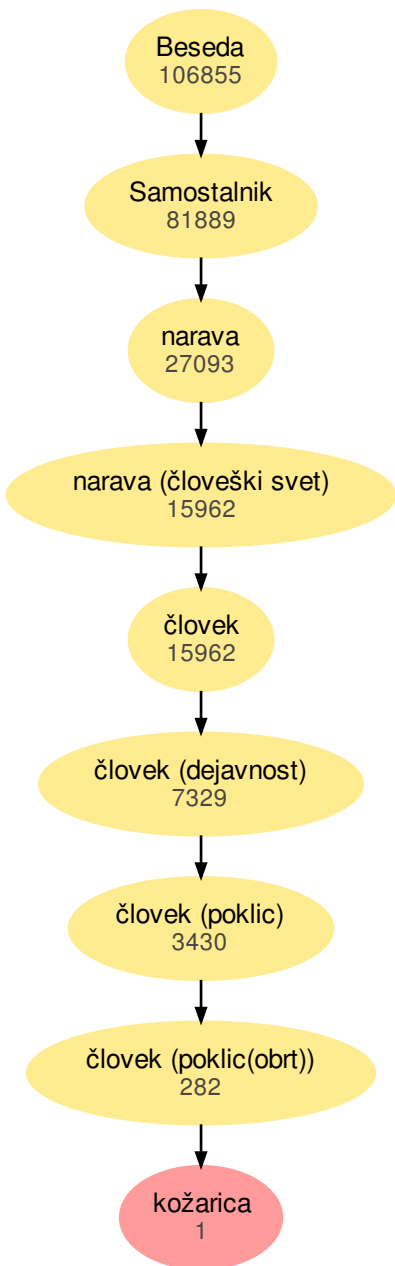 Beseda
106855
Samostalnik
81889
narava
27093
narava (človeški svet)
15962
človek
15962
človek (dejavnost)
7329
človek (poklic)
3430
človek (poklic(obrt))
282
kožarica
1